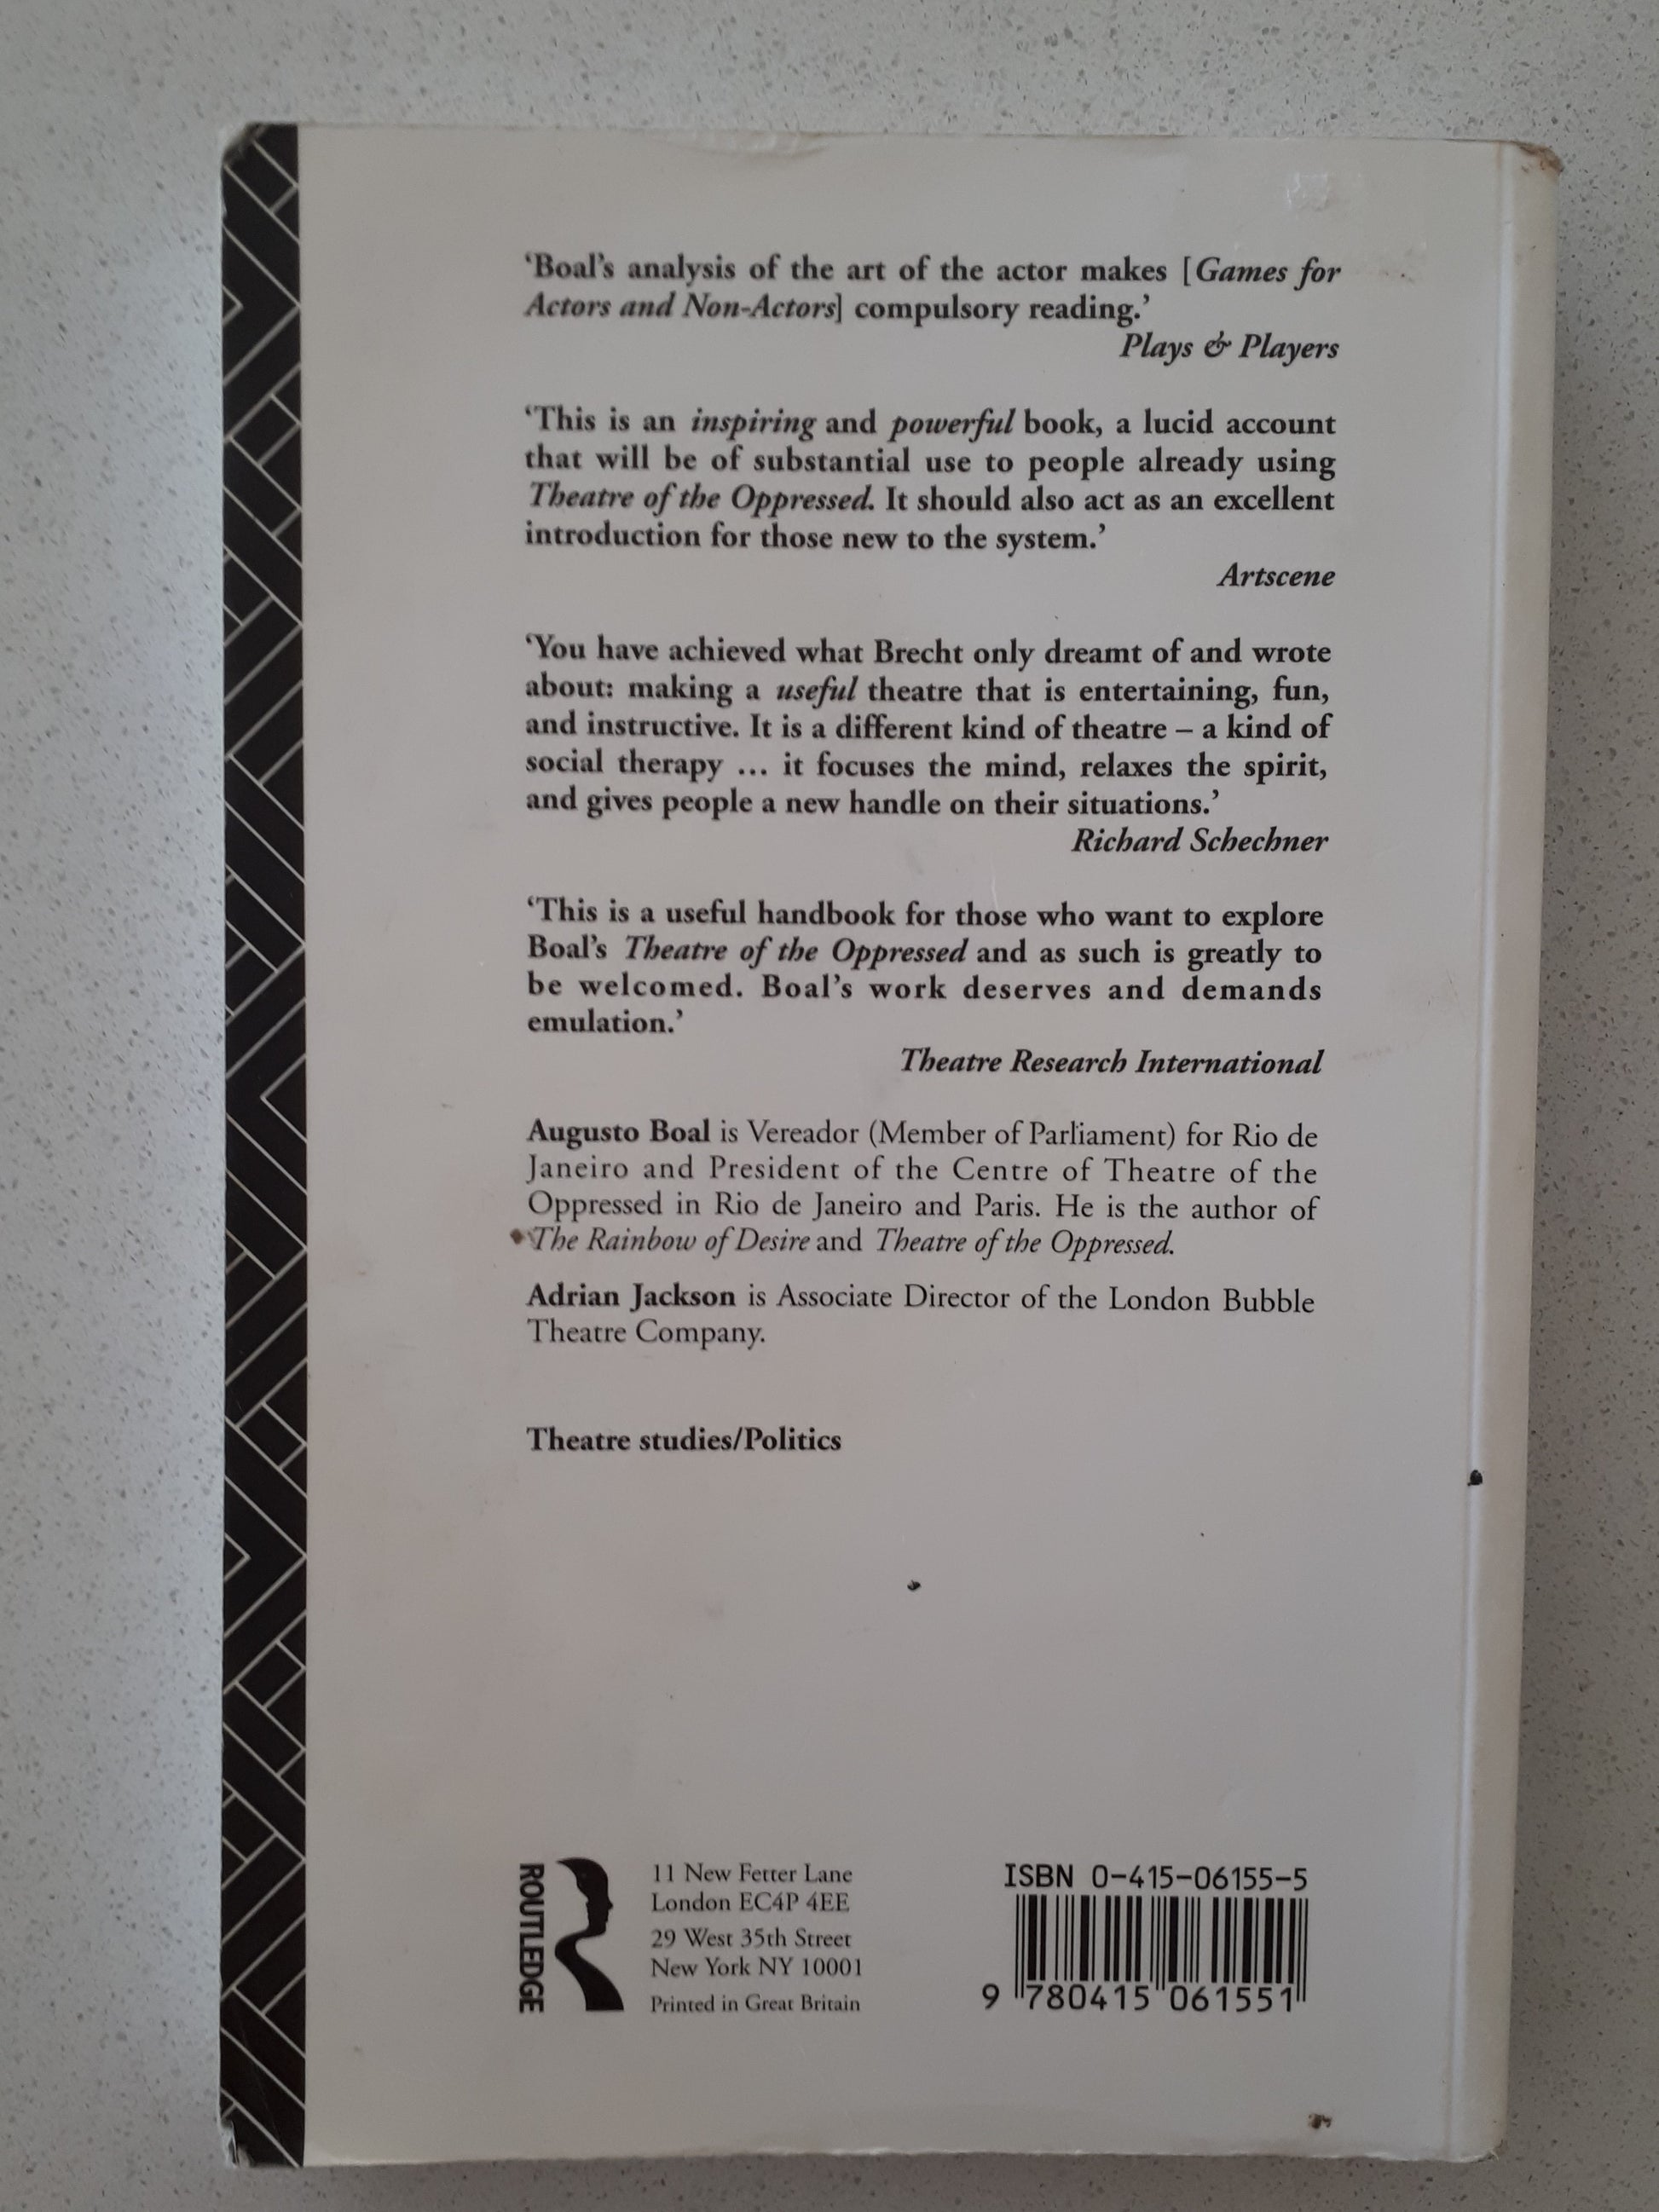 ‘Boal’s analysis of the art of the actor makes [Games for
Actors and Non-Actors] compulsory reading.’
Plays & Players
‘This is an inspiring and powerful book, a lucid account
that will be of substantial use to people already using
Theatre of the Oppressed. It should also act as an excellent
introduction for those new to the system.’
Artscene
‘You have achieved what Brecht only dreamt of and wrote
about: making a useful theatre that is entertaining, fun,
and instructive. It is a different kind of theatre – a kind of
social therapy ... it focuses the mind, relaxes the spirit,
and gives people a new handle on their situations.’
Richard Schechner
‘This is a useful handbook for those who want to explore
Boal’s Theatre of the Oppressed and as such is greatly to
be welcomed. Boal’s work deserves and demands
emulation.’
Theatre Research International
Augusto Boal is Vereador (Member of Parliament) for Rio de
Janeiro and President of the Centre of Theatre of the
Oppressed in Rio de Janeiro and Paris. He is the author of
The Rainbow of Desire and Theatre of the Oppressed.
Adrian Jackson is Associate Director of the London Bubble
Theatre Company.
Theatre studies/Politics
ROUTLEDGE
11 New Fetter Lane
London EC4P 4EE
29 West 35th Street
New York NY 10001
Printed in Great Britain
ISBN 0-415-06155-5
9 780415 061551